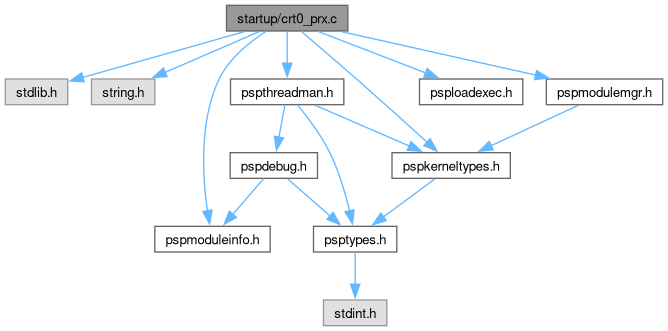 startup/crt0_prx.c
stdlib.h
string.h
pspthreadman.h
psploadexec.h
pspmodulemgr.h
pspdebug.h
pspkerneltypes.h
pspmoduleinfo.h
psptypes.h
stdint.h